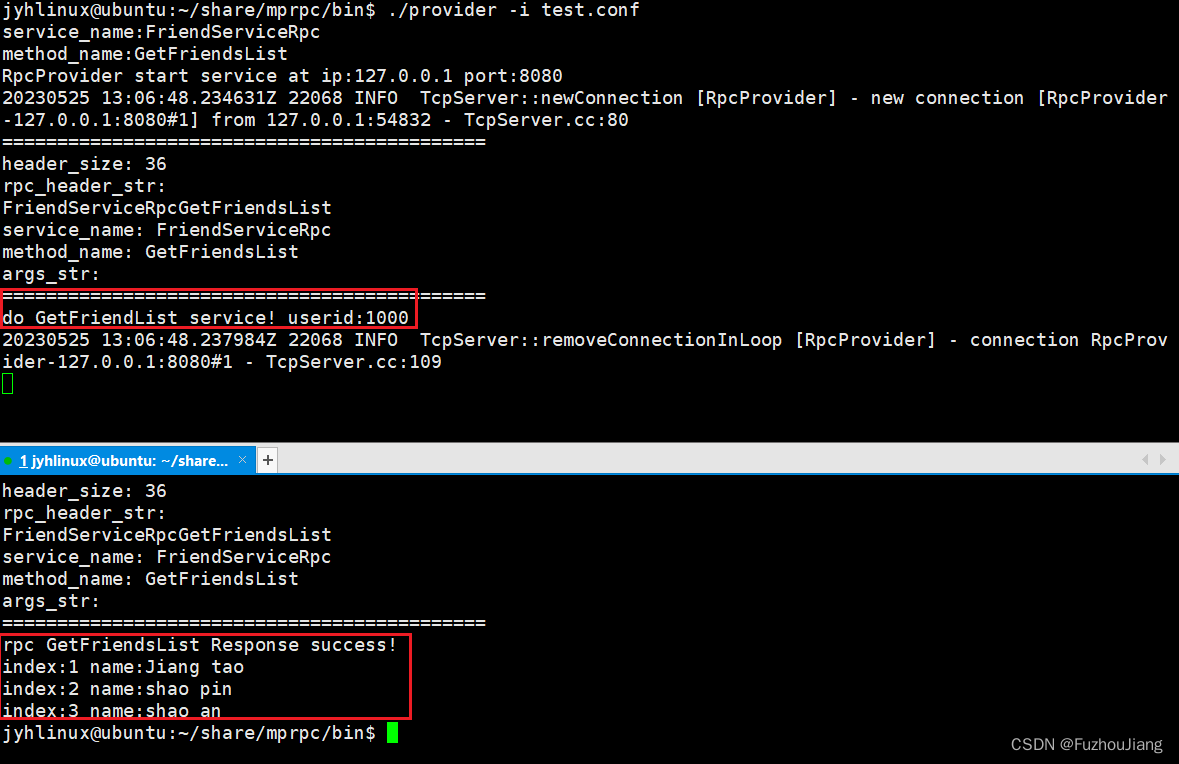 jyhlinux@ubuntu:~/share/mprpc/bin$ ./provider -i test.conf
service_name:FriendServiceRpc
method_name:GetFriendsList
RpcProvider start service at ip:127.0.0.1 port:8080
20230525 13:06:48.234631Z 22068 INFO  TcpServer::newConnection [RpcProvider] - new connection [RpcProvider
-127.0.0.1:8080#1] from 127.0.0.1:54832 - TcpServer.cc:80
============================================
header_size: 36
rpc_header_str:
FriendServiceRpcGetFriendsList
service_name: FriendServiceRpc
method_name: GetFriendsList
args_str:
============================================
do GetFriendList service! userid:1000
20230525 13:06:48.237984Z 22068 INFO  TcpServer::removeConnectionInLoop [RpcProvider] - connection RpcProv
ider-127.0.0.1:8080#1 - TcpServer.cc:109
1 jyhlinux@ubuntu: ~/share... × +
header_size: 36
rpc_header_str:
FriendServiceRpcGetFriendsList
service_name: FriendServiceRpc
method_name: GetFriendsList
args_str:
============================================
rpc GetFriendsList Response success!
index:1 name:Jiang tao
index:2 name:shao pin
index:3 name:shao an
jyhlinux@ubuntu:~/share/mprpc/bin$
CSDN @FuzhouJiang